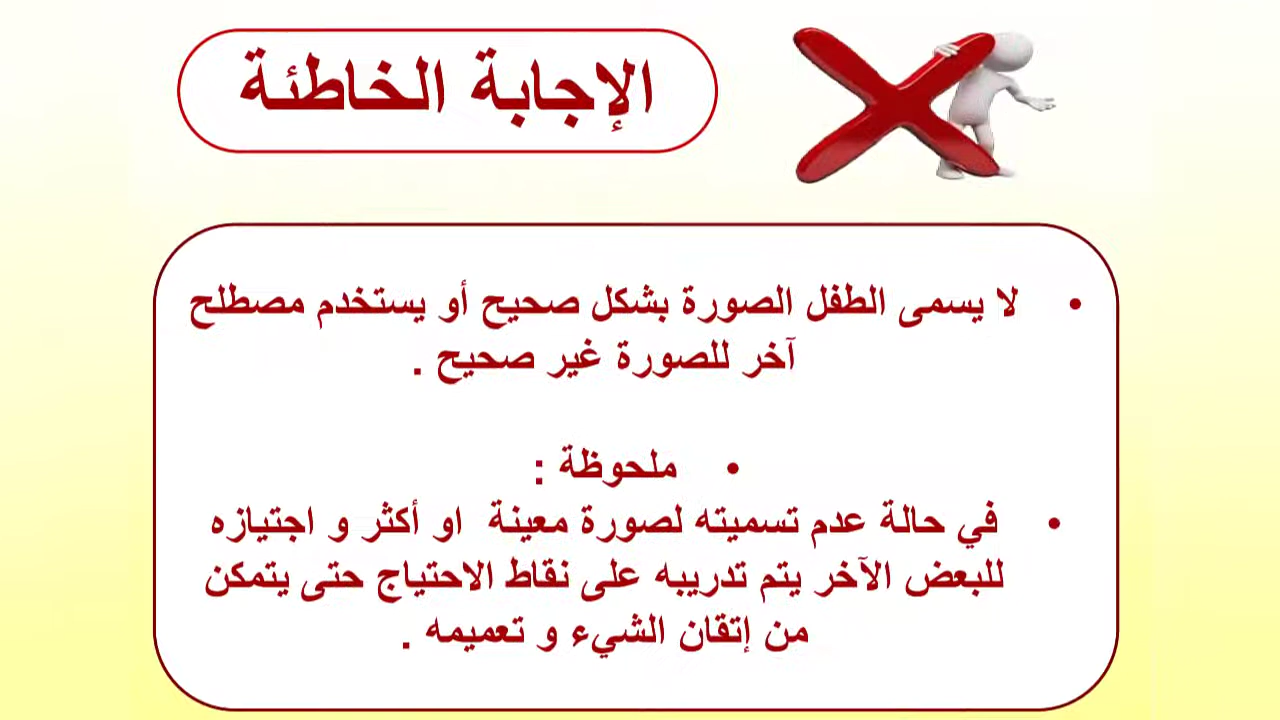 الإجابة الخاطئة
• لا يسمى الطفل الصورة بشكل صحيح أو يستخدم مصطلح
آخر للصورة غير صحيح .
• ملحوظة :
• في حالة عدم تسميته لصورة معينة او أكثر و اجتيازه
للبعض الآخر يتم تدريبه على نقاط الاحتياج حتى يتمكن
من إتقان الشيء و تعميمه .